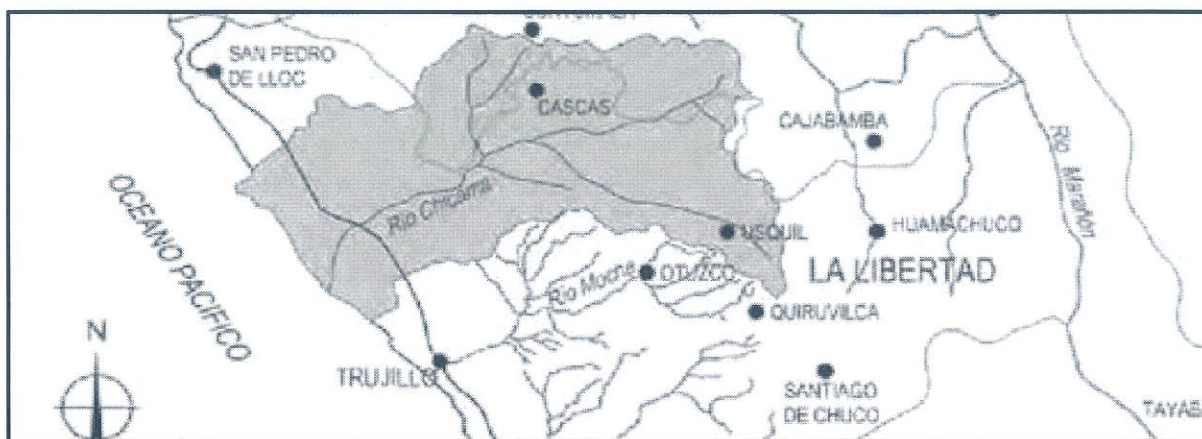 SAN PEDRO
DE LLOC
CASCAS
CAJABAMBA
Río Marañón
OCEANO PACIFICO
Río Chicama
USQUIL
HUAMACHUCO
OTUZCO
LA LIBERTAD
Río Moche
QUIRUVILCA
N
TRUJILLO
SANTIAGO
DE CHUCO